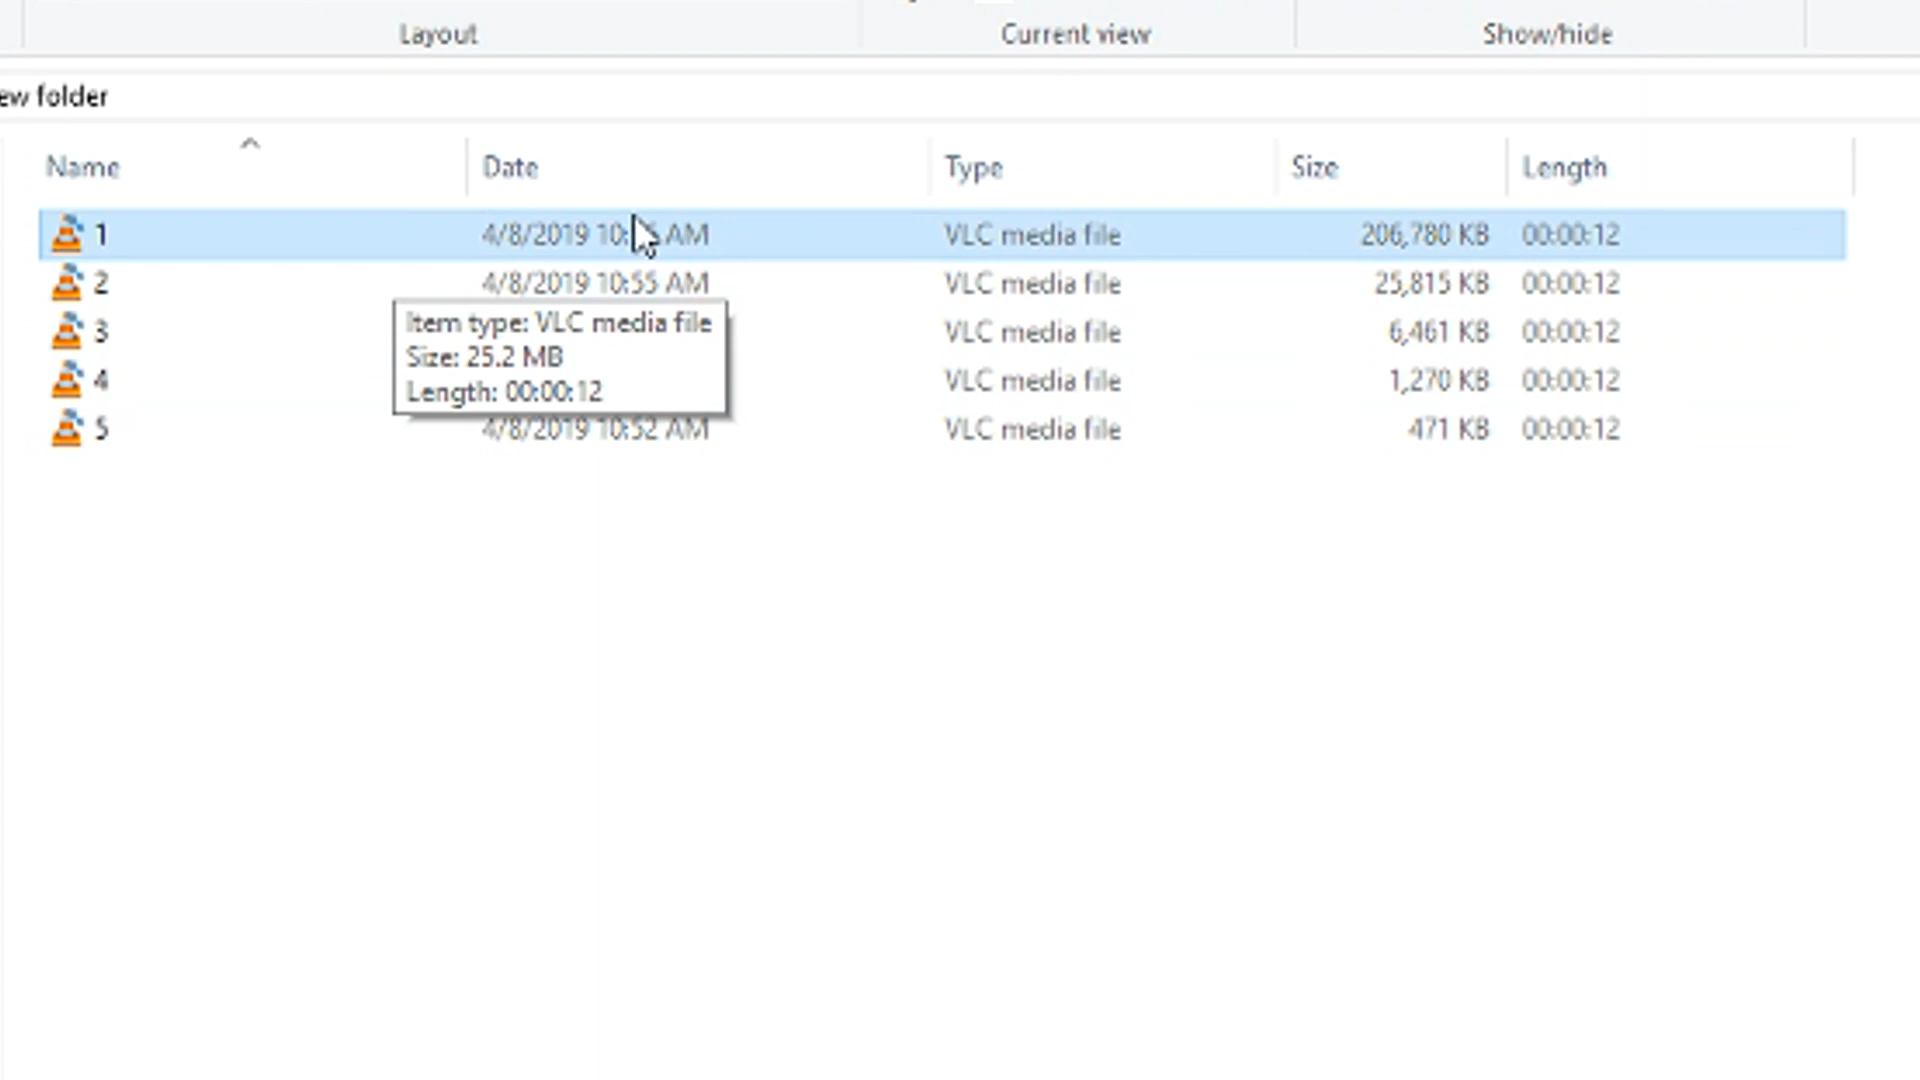 Layout Current view Show/hide
ew folder
Name Date Type Size Length
1 4/8/2019 AM VLC media file 206,780 KB 00:00:12
2 4/8/2019 10:55 AM VLC media file 25,815 KB 00:00:12
3 VLC media file 6,461 KB 00:00:12
4 VLC media file 1,270 KB 00:00:12
5 4/8/2019 10:52 AM VLC media file 471 KB 00:00:12
Item type: VLC media file
Size: 25.2 MB
Length: 00:00:12